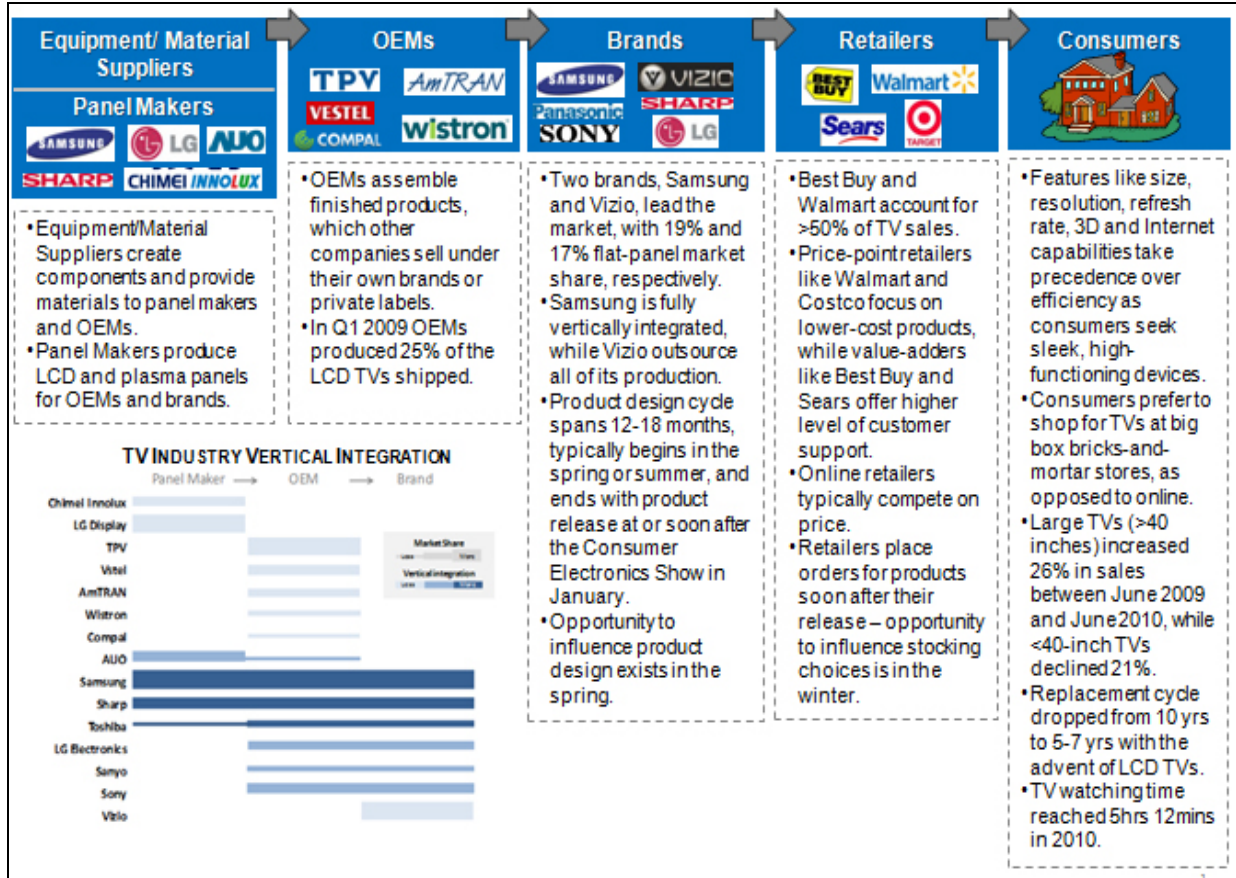 Equipment/ Material
Suppliers
Panel Makers
SAMSUNG
LG
AUO
SHARP
CHIMEI INNOLUX
•Equipment/Material
Suppliers create
components and provide
materials to panel makers
and OEMs.
•Panel Makers produce
LCD and plasma panels
for OEMs and brands.
OEMs
TPV
AmTRAN
VESTEL
COMPAL
wistron
•OEMs assemble
finished products,
which other
companies sell under
their own brands or
private labels.
•In Q1 2009 OEMs
produced 25% of the
LCD TVs shipped.
Brands
SAMSUNG
VIZIO
Panasonic
SHARP
SONY
LG
•Two brands, Samsung
and Vizio, lead the
market, with 19% and
17% flat-panel market
share, respectively.
•Samsung is fully
vertically integrated,
while Vizio outsource
all of its production.
•Product design cycle
spans 12-18 months,
typically begins in the
spring or summer, and
ends with product
release at or soon after
the Consumer
Electronics Show in
January.
•Opportunity to
influence product
design exists in the
spring.
Retailers
BEST BUY
Walmart
Sears
TARGET
•Best Buy and
Walmart account for
>50% of TV sales.
•Price-point retailers
like Walmart and
Costco focus on
lower-cost products,
while value-adders
like Best Buy and
Sears offer higher
level of customer
support.
•Online retailers
typically compete on
price.
•Retailers place
orders for products
soon after their
release – opportunity
to influence stocking
choices is in the
winter.
Consumers
•Features like size,
resolution, refresh
rate, 3D and Internet
capabilities take
precedence over
efficiency as
consumers seek
sleek, high-
functioning devices.
•Consumers prefer to
shop for TVs at big
box bricks-and-
mortar stores, as
opposed to online.
•Large TVs (>40
inches) increased
26% in sales
between June 2009
and June 2010, while
<40-inch TVs
declined 21%.
•Replacement cycle
dropped from 10 yrs
to 5-7 yrs with the
advent of LCD TVs.
•TV watching time
reached 5hrs 12mins
in 2010.
TV INDUSTRY VERTICAL INTEGRATION
Panel Maker → OEM → Brand
Chimei Innolux
LG Display
TPV
Vstel
AmTRAN
Wistron
Compal
AUO
Samsung
Sharp
Toshiba
LG Electronics
Sanyo
Sony
Vizio
Market Share
Vertical integration